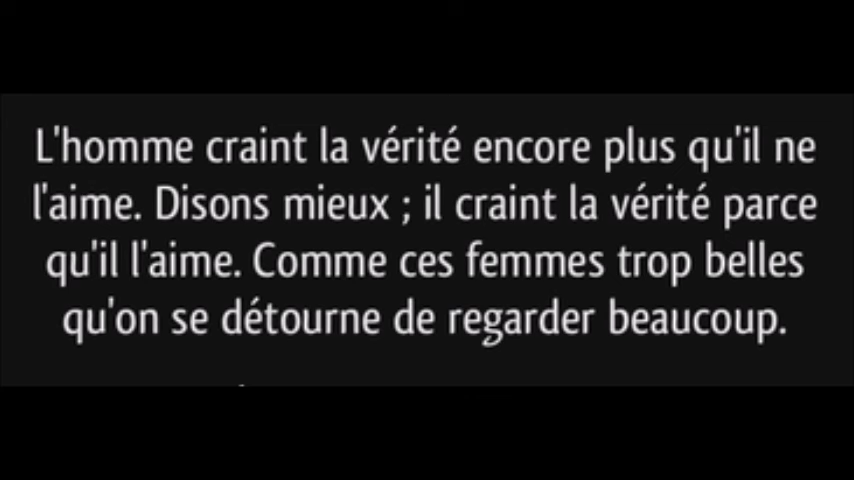 L'homme craint la vérité encore plus qu'il ne
l'aime. Disons mieux ; il craint la vérité parce
qu'il l'aime. Comme ces femmes trop belles
qu'on se détourne de regarder beaucoup.